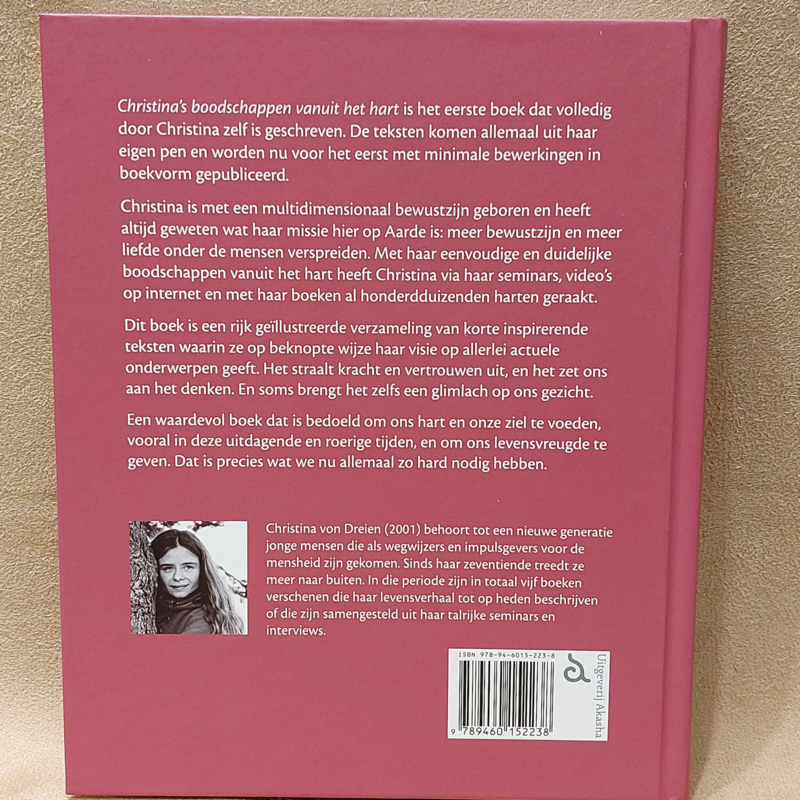 Christina's boodschappen vanuit het hart is het eerste boek dat volledig
door Christina zelf is geschreven. De teksten komen allemaal uit haar
eigen pen en worden nu voor het eerst met minimale bewerkingen in
boekvorm gepubliceerd.
Christina is met een multidimensionaal bewustzijn geboren en heeft
altijd geweten wat haar missie hier op Aarde is: meer bewustzijn en meer
liefde onder de mensen verspreiden. Met haar eenvoudige en duidelijke
boodschappen vanuit het hart heeft Christina via haar seminars, video's
op internet en met haar boeken al honderdduizenden harten geraakt.
Dit boek is een rijk geïllustreerde verzameling van korte inspirerende
teksten waarin ze op beknopte wijze haar visie op allerlei actuele
onderwerpen geeft. Het straalt kracht en vertrouwen uit, en het zet ons
aan het denken. En soms brengt het zelfs een glimlach op ons gezicht.
Een waardevol boek dat is bedoeld om ons hart en onze ziel te voeden,
vooral in deze uitdagende en roerige tijden, en om ons levensvreugde te
geven. Dat is precies wat we nu allemaal zo hard nodig hebben.
Christina von Dreien (2001) behoort tot een nieuwe generatie
jonge mensen die als wegwijzers en impulsgevers voor de
mensheid zijn gekomen. Sinds haar zeventiende treedt ze
meer naar buiten. In die periode zijn in totaal vijf boeken
verschenen die haar levensverhaal tot op heden beschrijven
of die zijn samengesteld uit haar talrijke seminars en
interviews.
ISBN 978-94-6015-223-8
9 789460 152238
Uitgeverij Akasha